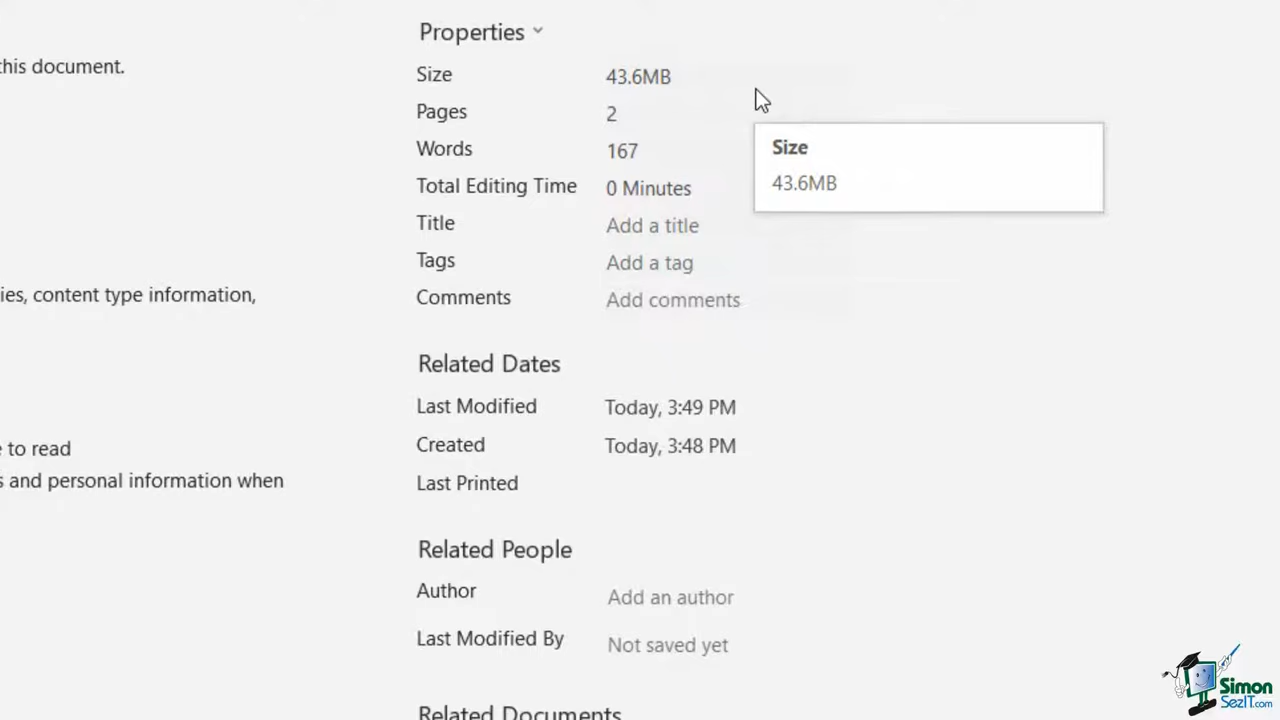 Properties
this document.
Size 43.6MB
Pages 2
Size
Words 167
43.6MB
Total Editing Time 0 Minutes
Title Add a title
Tags Add a tag
ies, content type information,
Comments Add comments
Related Dates
Last Modified Today, 3:49 PM
Created Today, 3:48 PM
e to read
s and personal information when
Last Printed
Related People
Author Add an author
Last Modified By Not saved yet
Simon
SezIT.com
Related Documents